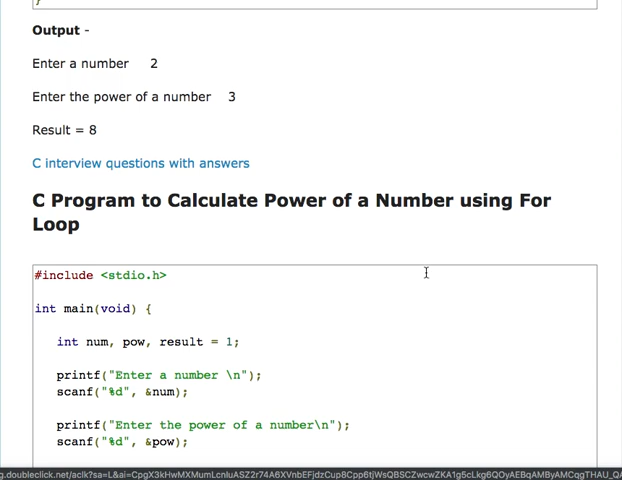 }
Output -
Enter a number 2
Enter the power of a number 3
Result = 8
C interview questions with answers
C Program to Calculate Power of a Number using For
Loop
#include <stdio.h>
int main(void) {
int num, pow, result = 1;
printf("Enter a number \n");
scanf("%d", &num);
printf("Enter the power of a number\n");
scanf("%d", &pow);